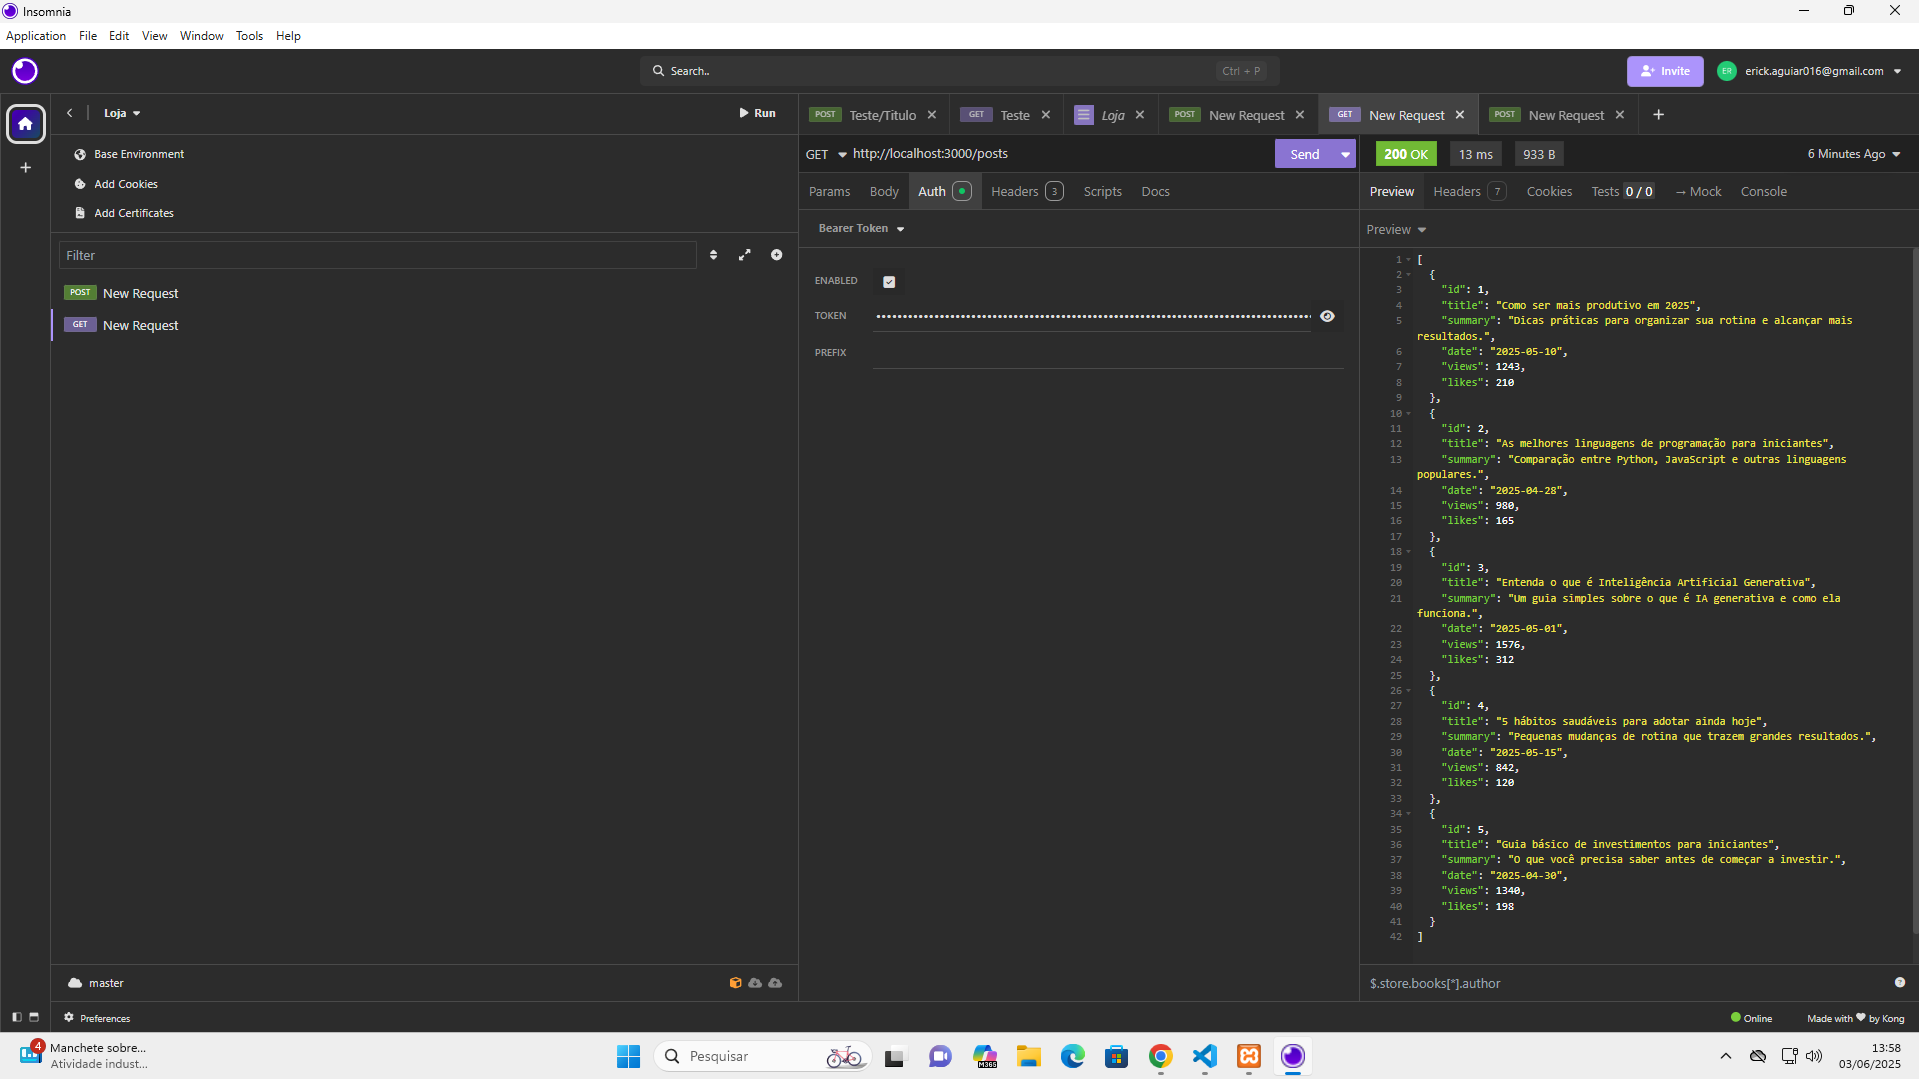 Insomnia
Application File Edit View Window Tools Help
Search.. Ctrl + P
Invite
ER erick.aguiar016@gmail.com
Loja
Run
POST Teste/Titulo
GET Teste
Loja
POST New Request
GET New Request
POST New Request
Base Environment
Add Cookies
Add Certificates
Filter
POST New Request
GET New Request
GET http://localhost:3000/posts
Send
Params Body Auth Headers 3 Scripts Docs
Bearer Token
ENABLED
TOKEN ••••••••••••••••••••••••••••••••••••••••••••••••••••••••••••••••••••••••
PREFIX
200 OK 13 ms 933 B 6 Minutes Ago
Preview Headers 7 Cookies Tests 0 / 0 → Mock Console
Preview
1 [
2 {
3 "id": 1,
4 "title": "Como ser mais produtivo em 2025",
5 "summary": "Dicas práticas para organizar sua rotina e alcançar mais
resultados.",
6 "date": "2025-05-10",
7 "views": 1243,
8 "likes": 210
9 },
10 {
11 "id": 2,
12 "title": "As melhores linguagens de programação para iniciantes",
13 "summary": "Comparação entre Python, JavaScript e outras linguagens
populares.",
14 "date": "2025-04-28",
15 "views": 980,
16 "likes": 165
17 },
18 {
19 "id": 3,
20 "title": "Entenda o que é Inteligência Artificial Generativa",
21 "summary": "Um guia simples sobre o que é IA generativa e como ela
funciona.",
22 "date": "2025-05-01",
23 "views": 1576,
24 "likes": 312
25 },
26 {
27 "id": 4,
28 "title": "5 hábitos saudáveis para adotar ainda hoje",
29 "summary": "Pequenas mudanças de rotina que trazem grandes resultados.",
30 "date": "2025-05-15",
31 "views": 842,
32 "likes": 120
33 },
34 {
35 "id": 5,
36 "title": "Guia básico de investimentos para iniciantes",
37 "summary": "O que você precisa saber antes de começar a investir.",
38 "date": "2025-04-30",
39 "views": 1340,
40 "likes": 198
41 }
42 ]
$.store.books[*].author
master
Preferences
Online
Made with ❤ by Kong
4
Manchete sobre...
Atividade indust...
Pesquisar
M365
13:58
03/06/2025